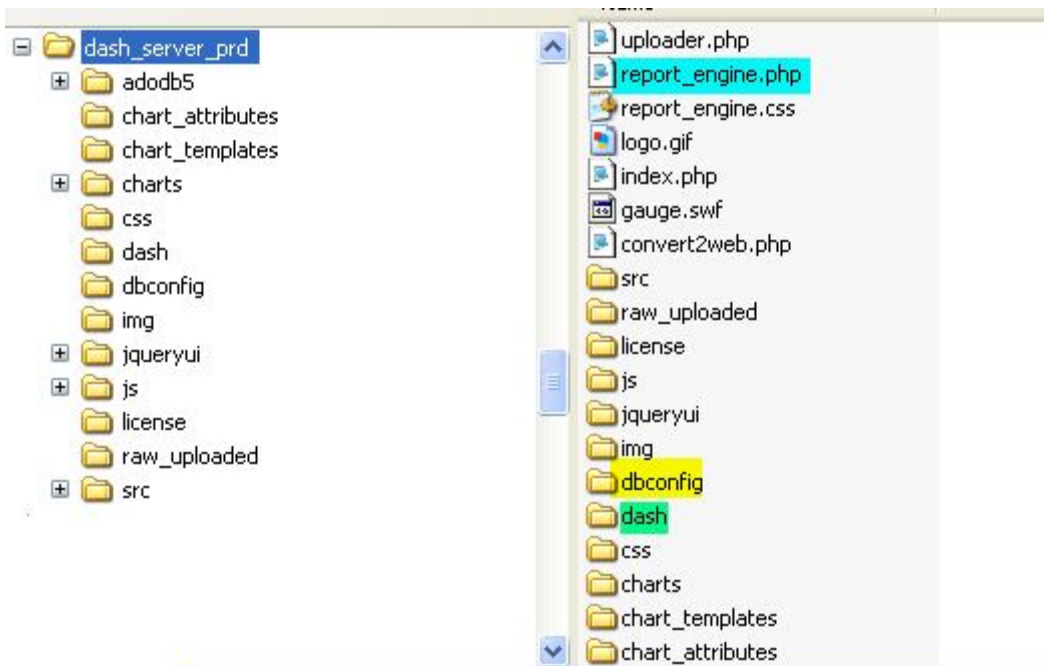 dash_server_prd
adodb5
chart_attributes
chart_templates
charts
css
dash
dbconfig
img
jqueryui
js
license
raw_uploaded
src
uploader.php
report_engine.php
report_engine.css
logo.gif
index.php
gauge.swf
convert2web.php
src
raw_uploaded
license
js
jqueryui
img
dbconfig
dash
css
charts
chart_templates
chart_attributes